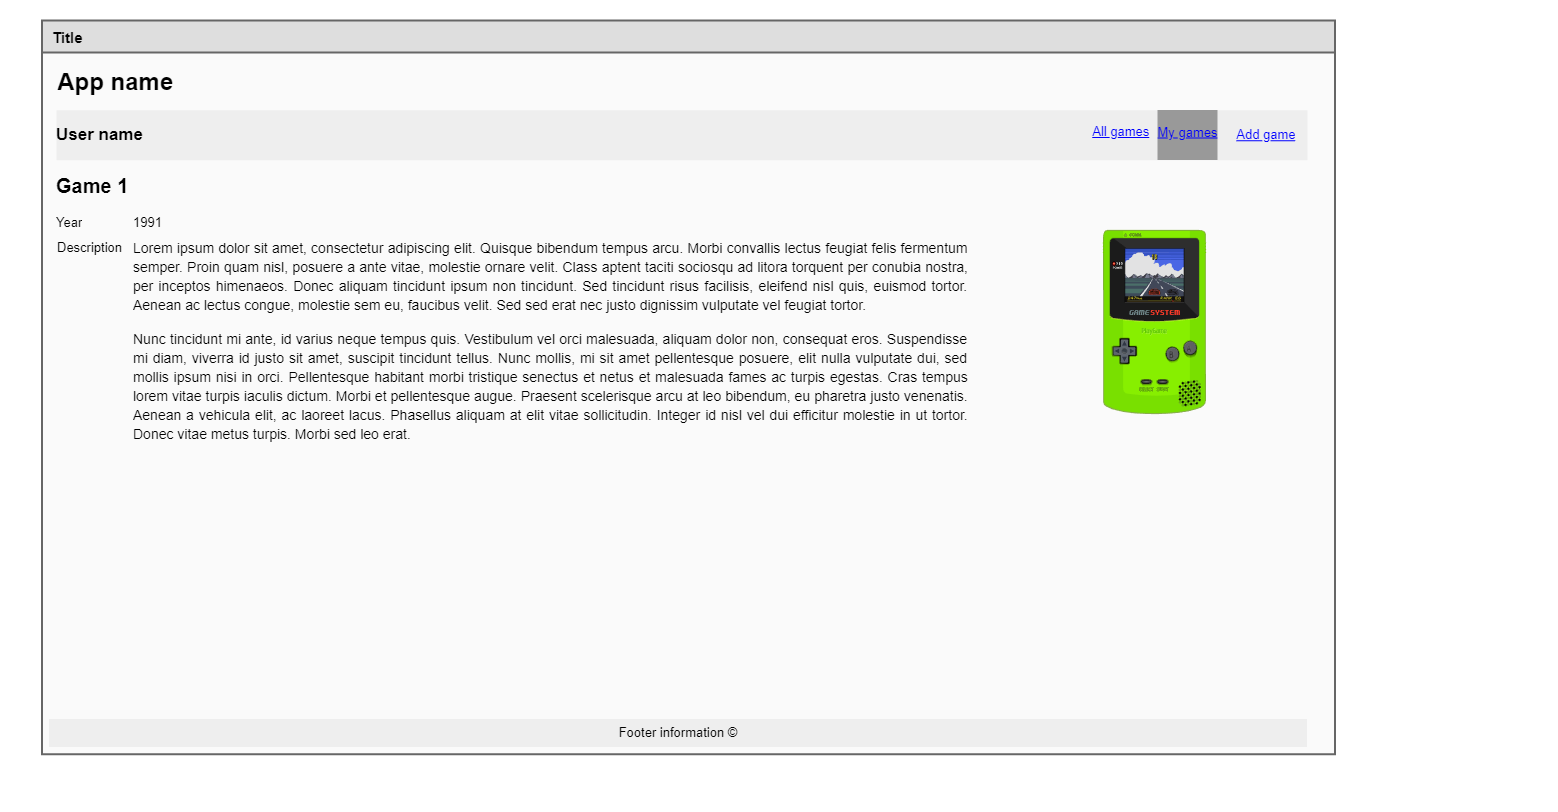 Title
App name
User name
All games My games Add game
Game 1
Year 1991
Description Lorem ipsum dolor sit amet, consectetur adipiscing elit. Quisque bibendum tempus arcu. Morbi convallis lectus feugiat felis fermentum
semper. Proin quam nisl, posuere a ante vitae, molestie ornare velit. Class aptent taciti sociosqu ad litora torquent per conubia nostra,
per inceptos himenaeos. Donec aliquam tincidunt ipsum non tincidunt. Sed tincidunt risus facilisis, eleifend nisl quis, euismod tortor.
Aenean ac lectus congue, molestie sem eu, faucibus velit. Sed sed erat nec justo dignissim vulputate vel feugiat tortor.
Nunc tincidunt mi ante, id varius neque tempus quis. Vestibulum vel orci malesuada, aliquam dolor non, consequat eros. Suspendisse
mi diam, viverra id justo sit amet, suscipit tincidunt tellus. Nunc mollis, mi sit amet pellentesque posuere, elit nulla vulputate dui, sed
mollis ipsum nisi in orci. Pellentesque habitant morbi tristique senectus et netus et malesuada fames ac turpis egestas. Cras tempus
lorem vitae turpis iaculis dictum. Morbi et pellentesque augue. Praesent scelerisque arcu at leo bibendum, eu pharetra justo venenatis.
Aenean a vehicula elit, ac laoreet lacus. Phasellus aliquam at elit vitae sollicitudin. Integer id nisl vel dui efficitur molestie in ut tortor.
Donec vitae metus turpis. Morbi sed leo erat.
GAMESYSTEM
SELECT START
Footer information ©